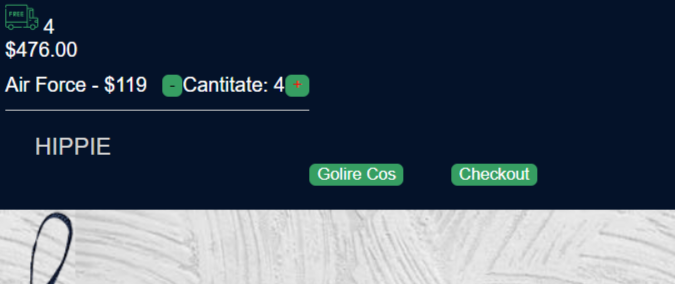 FREE 4
$476.00
Air Force - $119 - Cantitate: 4 +
HIPPIE
Golire Cos Checkout